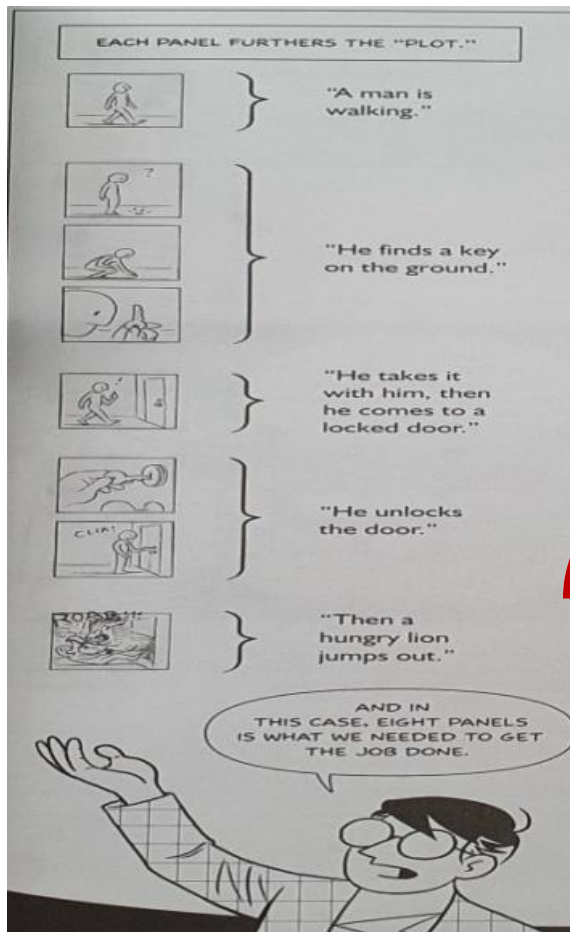 EACH PANEL FURTHERS THE "PLOT."
"A man is
walking."
?
"He finds a key
on the ground."
"He takes it
with him, then
he comes to a
locked door."
"He unlocks
the door."
CLIK!
"Then a
hungry lion
jumps out."
AND IN
THIS CASE, EIGHT PANELS
IS WHAT WE NEEDED TO GET
THE JOB DONE.